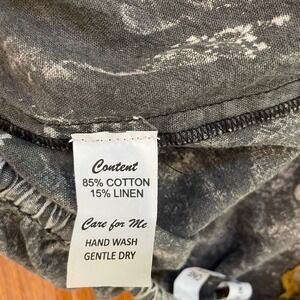 Content
85% COTTON
15% LINEN
Care for Me
HAND WASH
GENTLE DRY